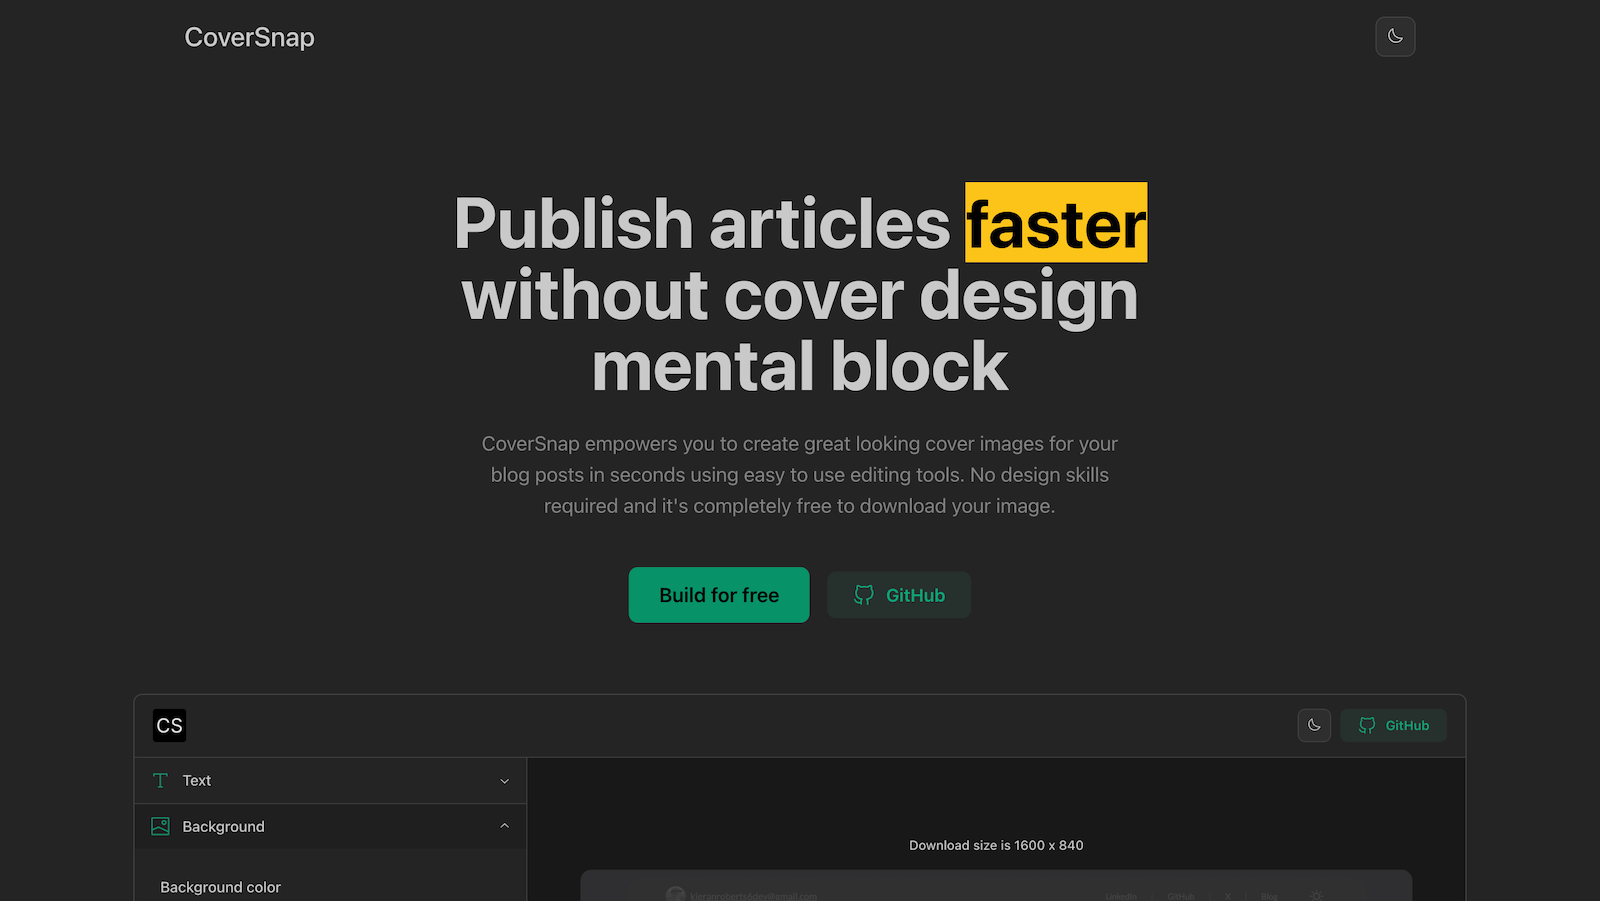 CoverSnap
Publish articles faster
without cover design
mental block
CoverSnap empowers you to create great looking cover images for your
blog posts in seconds using easy to use editing tools. No design skills
required and it's completely free to download your image.
Build for free
GitHub
CS
GitHub
Text
Background
Download size is 1600 x 840
Background color
LinkedIn GitHub X Blog